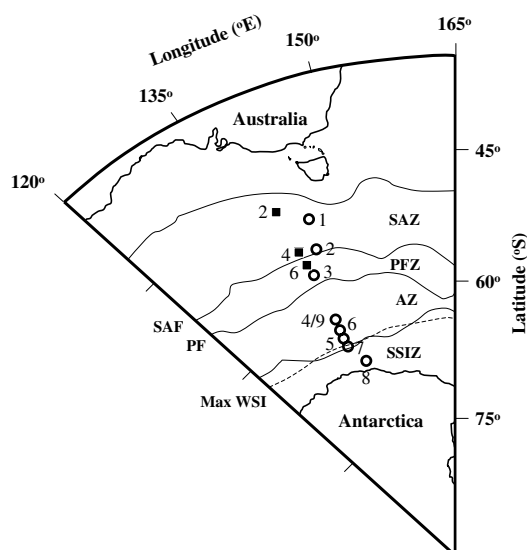 165°
Longitude (°E)
150°
135°
Australia
45°
120°
2
1
SAZ
4
2
PFZ
6
3
60°
AZ
SAF
4/9
6
PF
5
7
SSIZ
8
Max WSI
Antarctica
75°
Latitude (°S)